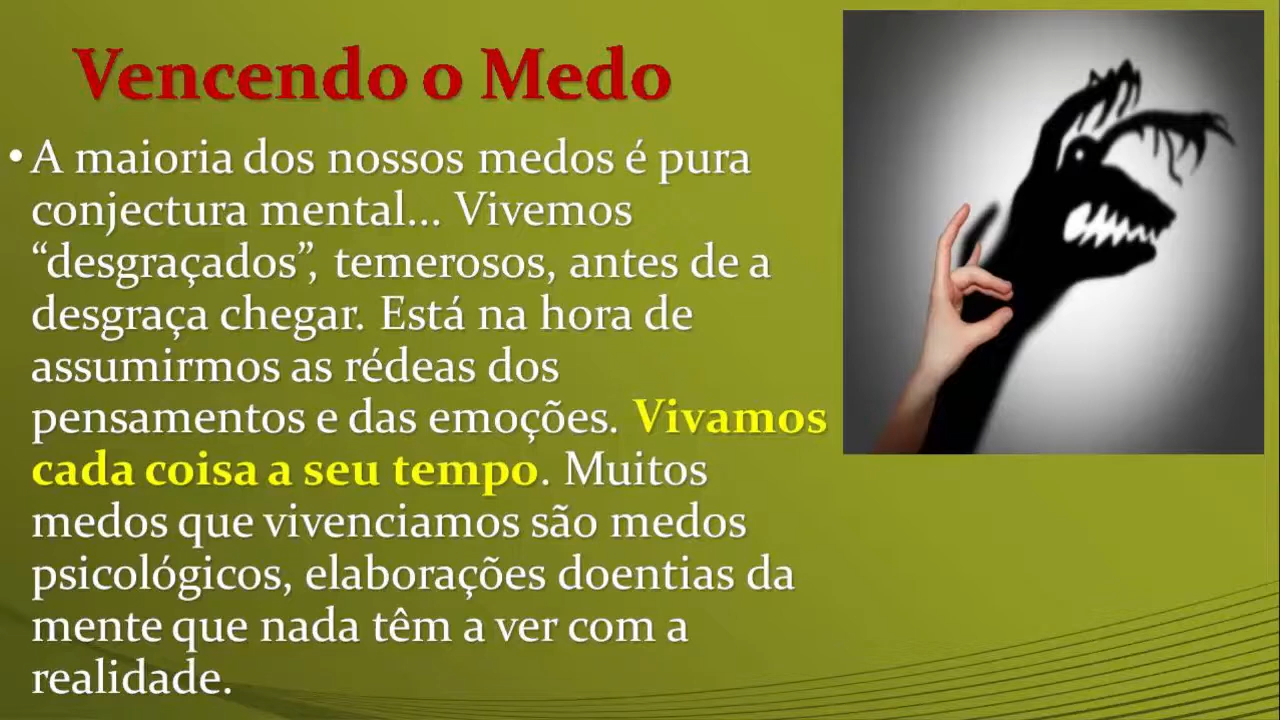 Vencendo o Medo
• A maioria dos nossos medos é pura
conjectura mental... Vivemos
“desgraçados”, temerosos, antes de a
desgraça chegar. Está na hora de
assumirmos as rédeas dos
pensamentos e das emoções. Vivamos
cada coisa a seu tempo. Muitos
medos que vivenciamos são medos
psicológicos, elaborações doentias da
mente que nada têm a ver com a
realidade.